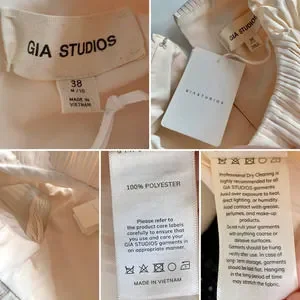 GIA STUDIOS
38
M / 10
MADE IN
VIETNAM
GIA STUDIOS
GIASTUDIOS
100% POLYESTER
Please refer to
the product care labels
carefully to ensure that
you use and care your
GIA STUDIOS garments in
an appropriate manner.
MADE IN VIETNAM
Professional Dry Cleaning is
highly recommended for all
GIA STUDIOS garments
Avoid over exposure to heat,
direct lighting, or humidity.
Avoid contact with grease,
perfumes, and make-up
products.
Do not rub your garments
with anything coarse or
abrasive surfaces.
Garments should be hung
vertically after use. In case of
long-term storage, garments
should be laid flat. Hanging
in the long period of time
may stretch the fabric.